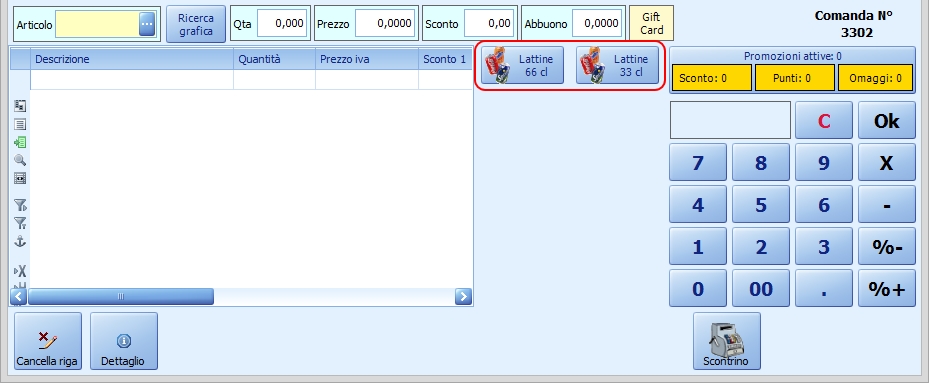 Articolo
...
Ricerca
grafica
Qta 0,000
Prezzo 0,0000
Sconto 0,00
Abbuono 0,0000
Gift
Card
Comanda N°
3302
Descrizione Quantità Prezzo iva Sconto 1
Lattine
66 cl
Lattine
33 cl
Promozioni attive: 0
Sconto: 0 Punti: 0 Omaggi: 0
C Ok
7 8 9 X
4 5 6 -
1 2 3 %-
0 00 . %+
Cancella riga
Dettaglio
Scontrino